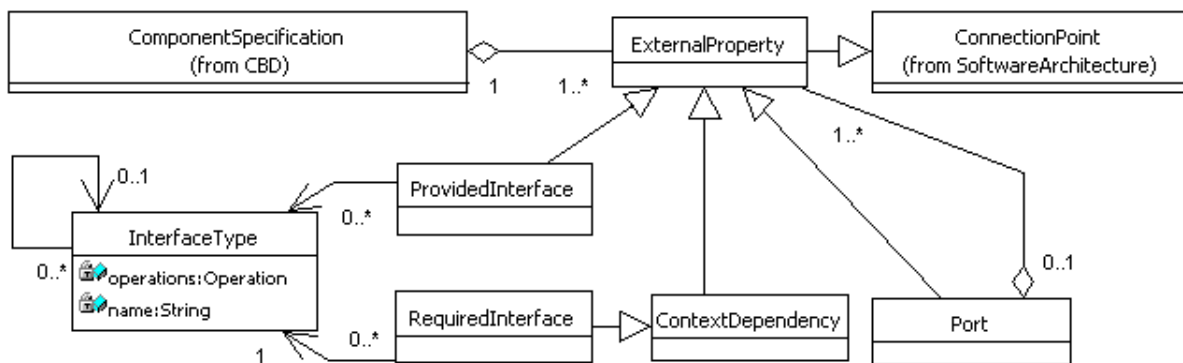 ComponentSpecification
(from CBD)
ExternalProperty
ConnectionPoint
(from SoftwareArchitecture)
1
1..*
1..*
0..1
ProvidedInterface
0..*
InterfaceType
operations:Operation
name:String
0..*
0..1
RequiredInterface
ContextDependency
Port
0..*
1